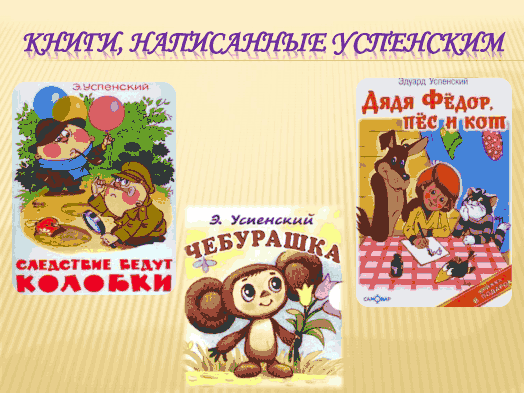 КНИГИ, НАПИСАННЫЕ УСПЕНСКИМ
Э.УСПЕНСКИЙ
СЛЕДСТВИЕ ВЕДУТ
КОЛОБКИ
Э. Успенский
ЧЕБУРАШКА
Эдуард Успенский
ДЯДЯ ФЁДОР,
ПЁС И КОТ
САМОВАР